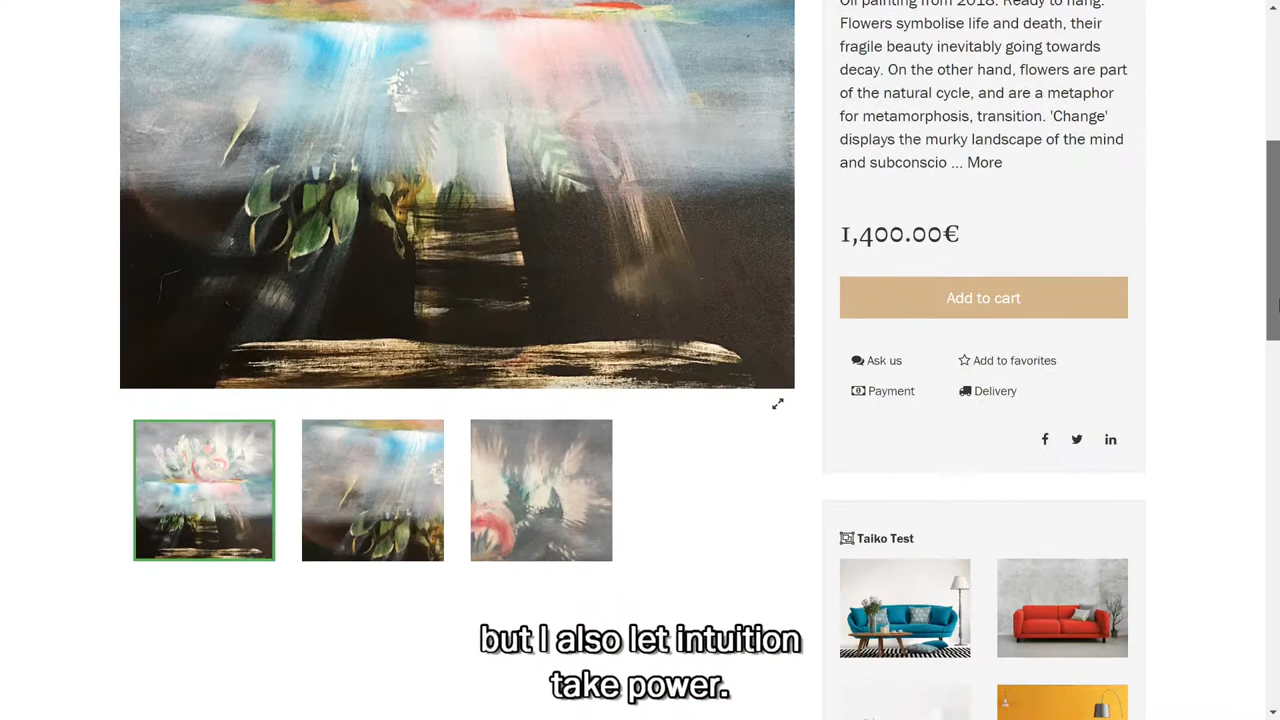 Oil painting from 2018. Ready to hang.
Flowers symbolise life and death, their
fragile beauty inevitably going towards
decay. On the other hand, flowers are part
of the natural cycle, and are a metaphor
for metamorphosis, transition. 'Change'
displays the murky landscape of the mind
and subconscio ... More
1,400.00€
Add to cart
Ask us
Add to favorites
Payment
Delivery
Taiko Test
but I also let intuition
take power.